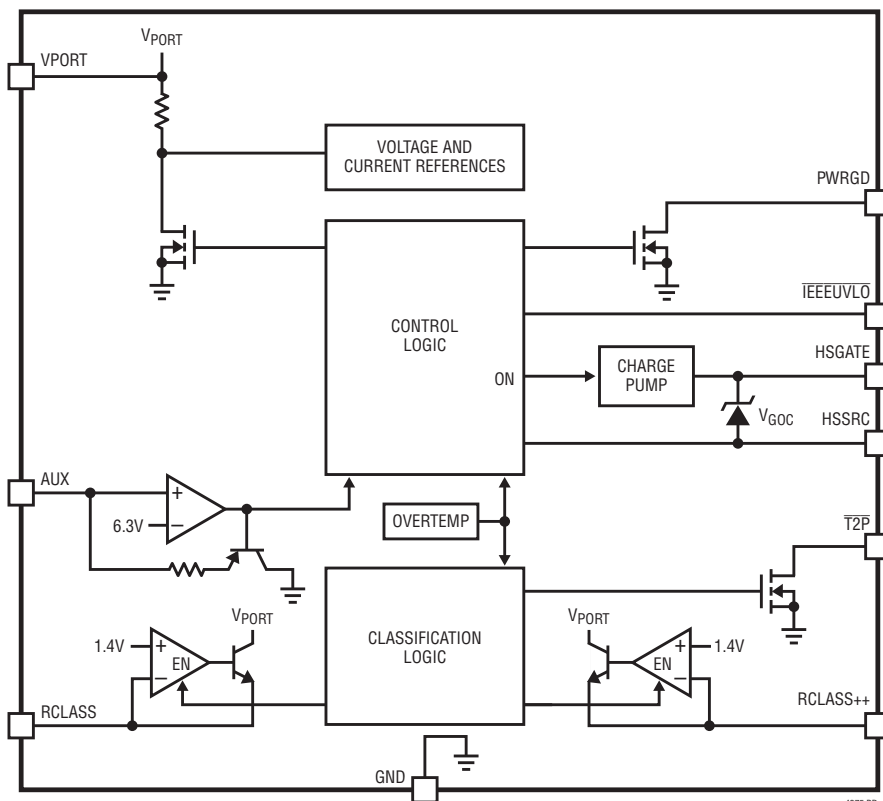 VPORT
VPORT
VOLTAGE AND
CURRENT REFERENCES
PWRGD
IEEEUVLO
CONTROL
LOGIC
ON
CHARGE
PUMP
HSGATE
VGOC
HSSRC
AUX
+
6.3V
−
OVERTEMP
T2P
VPORT
1.4V
+
EN
−
CLASSIFICATION
LOGIC
VPORT
+
1.4V
EN
−
RCLASS
RCLASS++
GND